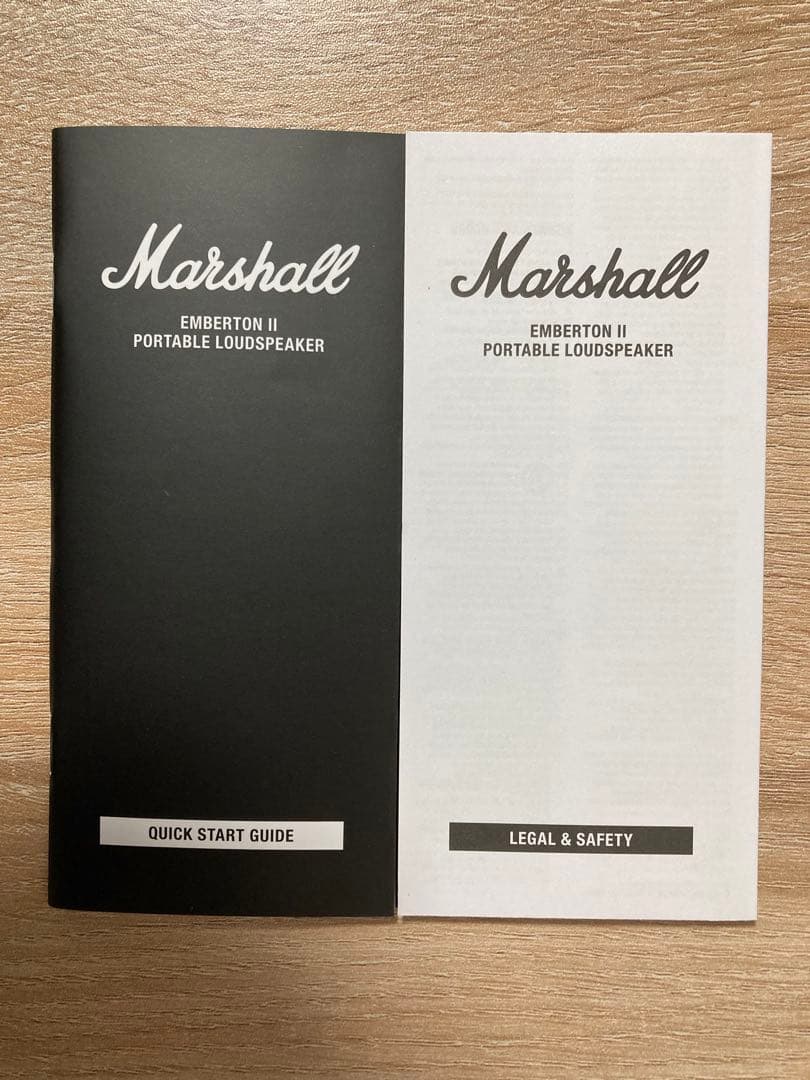 Marshall
EMBERTON II
PORTABLE LOUDSPEAKER
QUICK START GUIDE
Marshall
EMBERTON II
PORTABLE LOUDSPEAKER
LEGAL & SAFETY